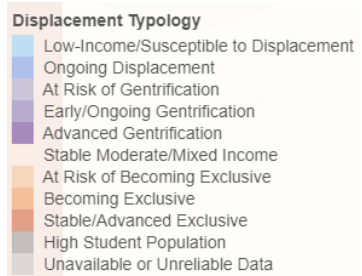 Displacement Typology
Low-Income/Susceptible to Displacement
Ongoing Displacement
At Risk of Gentrification
Early/Ongoing Gentrification
Advanced Gentrification
Stable Moderate/Mixed Income
At Risk of Becoming Exclusive
Becoming Exclusive
Stable/Advanced Exclusive
High Student Population
Unavailable or Unreliable Data